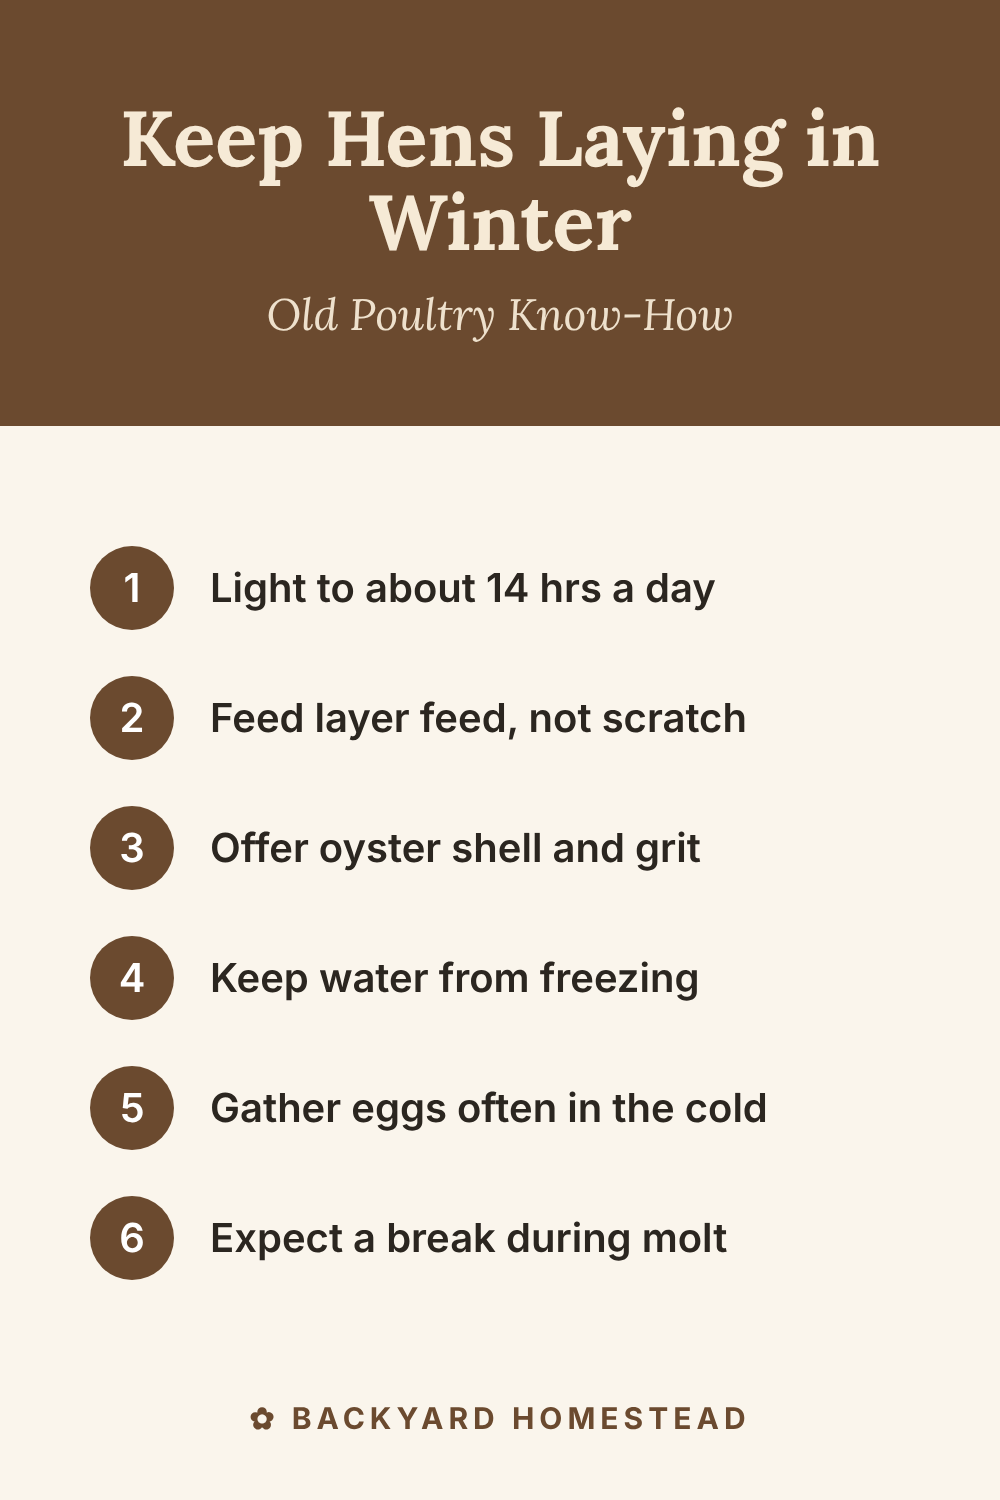 Keep Hens Laying in
Winter
Old Poultry Know-How
1 Light to about 14 hrs a day
2 Feed layer feed, not scratch
3 Offer oyster shell and grit
4 Keep water from freezing
5 Gather eggs often in the cold
6 Expect a break during molt
✿ BACKYARD HOMESTEAD